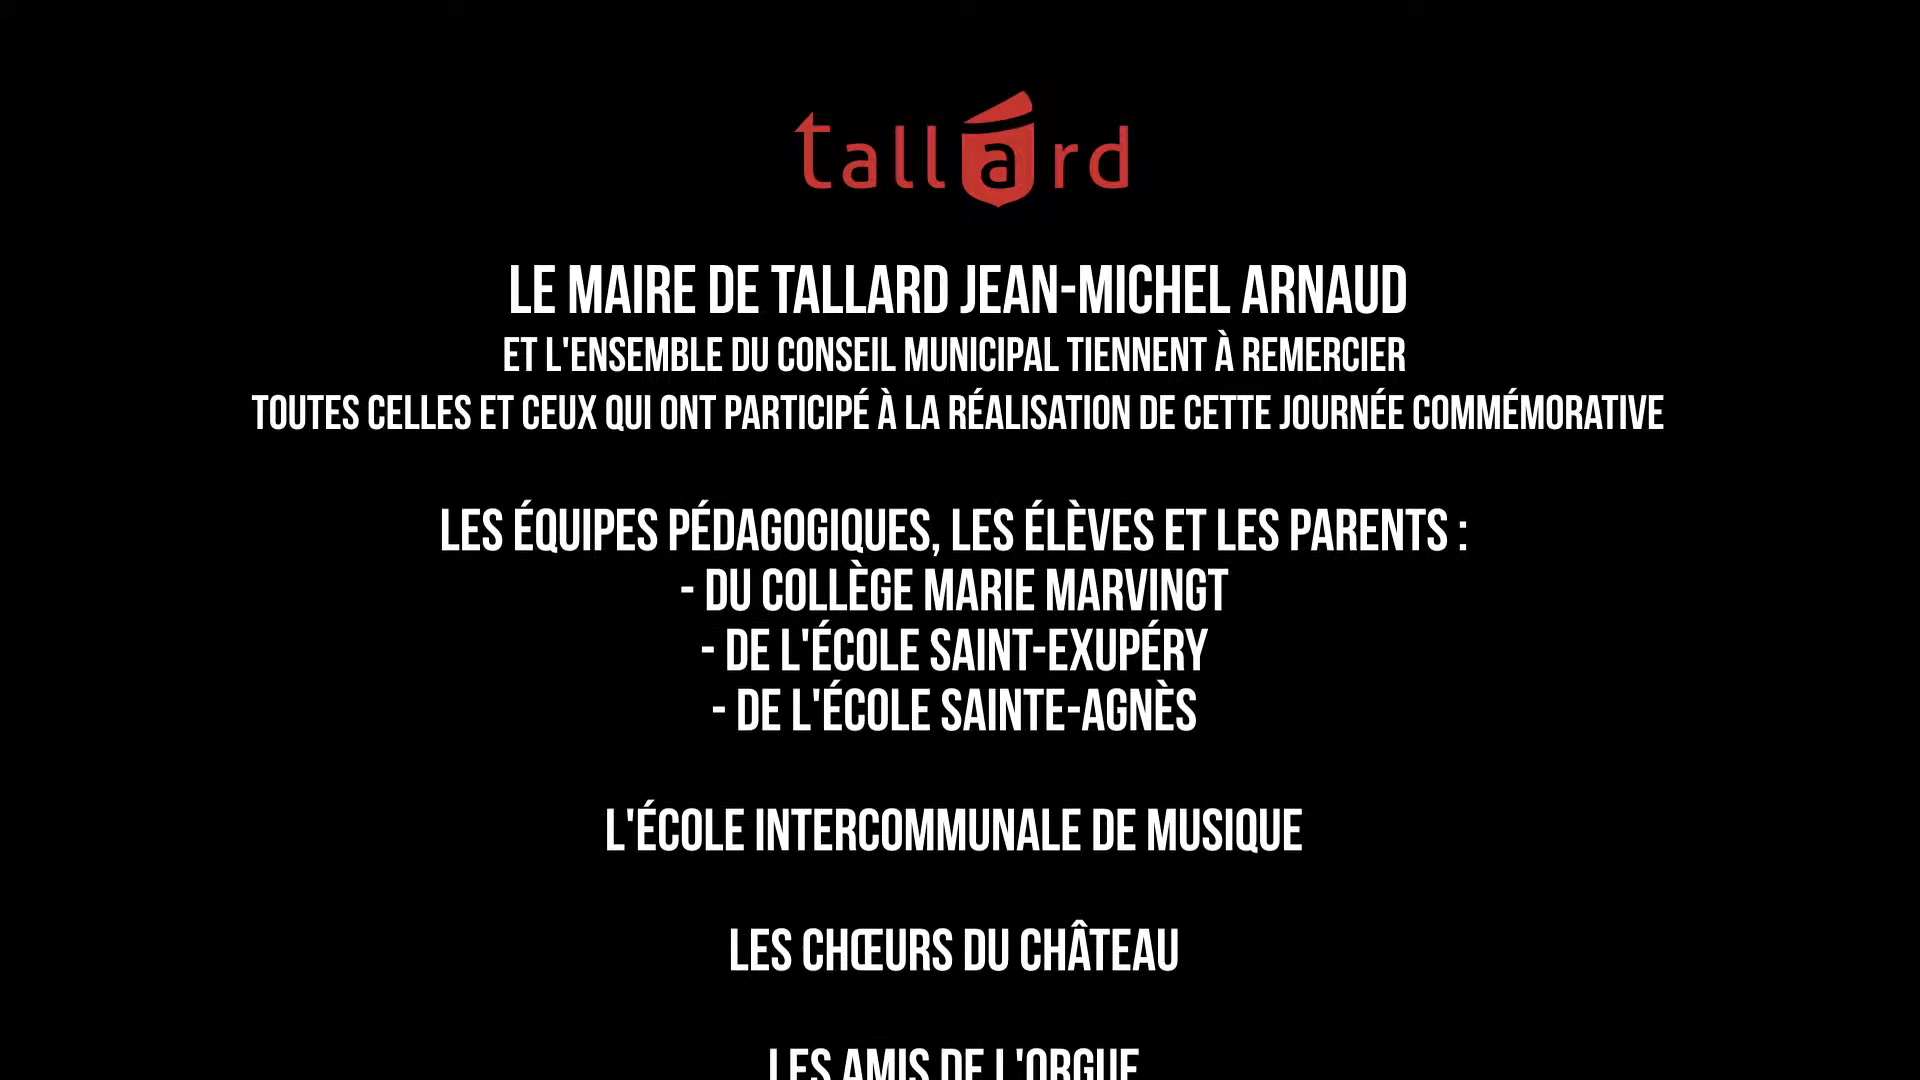 tallard
LE MAIRE DE TALLARD JEAN-MICHEL ARNAUD
ET L'ENSEMBLE DU CONSEIL MUNICIPAL TIENNENT À REMERCIER
TOUTES CELLES ET CEUX QUI ONT PARTICIPÉ À LA RÉALISATION DE CETTE JOURNÉE COMMÉMORATIVE
LES ÉQUIPES PÉDAGOGIQUES, LES ÉLÈVES ET LES PARENTS :
- DU COLLÈGE MARIE MARVINGT
- DE L'ÉCOLE SAINT-EXUPÉRY
- DE L'ÉCOLE SAINTE-AGNÈS
L'ÉCOLE INTERCOMMUNALE DE MUSIQUE
LES CHŒURS DU CHÂTEAU
LES AMIS DE L'ORGUE